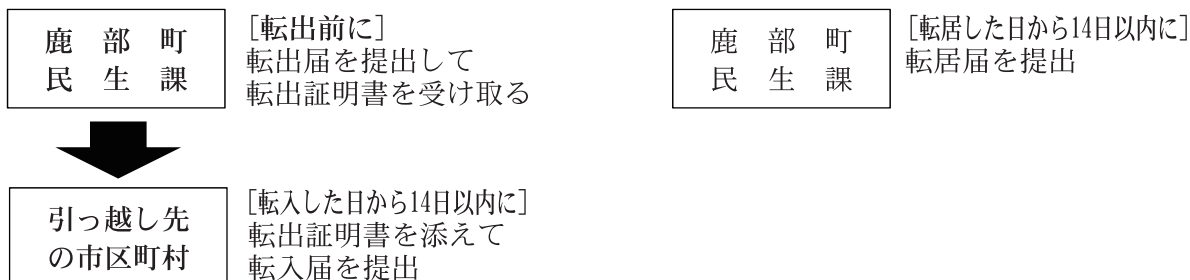 鹿部町
民生課
[転出前に]
転出届を提出して
転出証明書を受け取る
引っ越し先
の市区町村
[転入した日から14日以内に]
転出証明書を添えて
転入届を提出
鹿部町
民生課
[転居した日から14日以内に]
転居届を提出